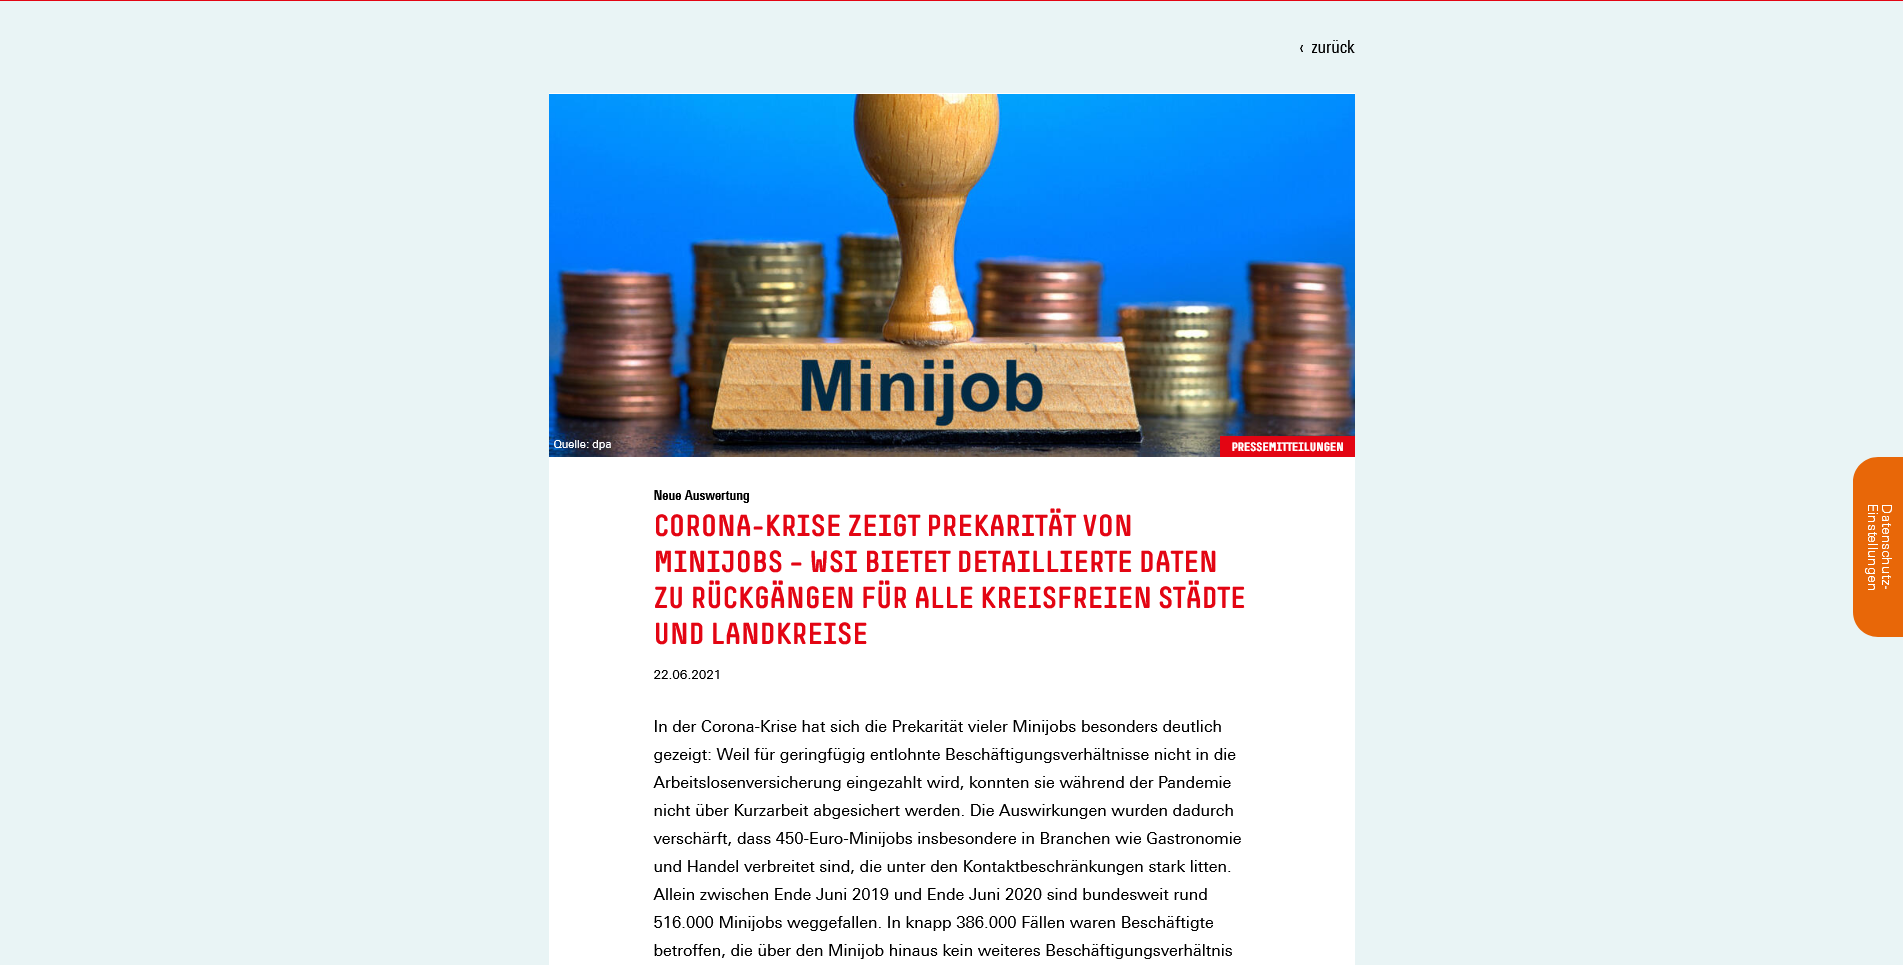 ‹ zurück
Minijob
Quelle: dpa
PRESSEMITTEILUNGEN
Neue Auswertung
CORONA-KRISE ZEIGT PREKARITÄT VON
MINIJOBS – WSI BIETET DETAILLIERTE DATEN
ZU RÜCKGÄNGEN FÜR ALLE KREISFREIEN STÄDTE
UND LANDKREISE
22.06.2021
In der Corona-Krise hat sich die Prekarität vieler Minijobs besonders deutlich
gezeigt: Weil für geringfügig entlohnte Beschäftigungsverhältnisse nicht in die
Arbeitslosenversicherung eingezahlt wird, konnten sie während der Pandemie
nicht über Kurzarbeit abgesichert werden. Die Auswirkungen wurden dadurch
verschärft, dass 450-Euro-Minijobs insbesondere in Branchen wie Gastronomie
und Handel verbreitet sind, die unter den Kontaktbeschränkungen stark litten.
Allein zwischen Ende Juni 2019 und Ende Juni 2020 sind bundesweit rund
516.000 Minijobs weggefallen. In knapp 386.000 Fällen waren Beschäftigte
betroffen, die über den Minijob hinaus kein weiteres Beschäftigungsverhältnis
Datenschutz-
Einstellungen